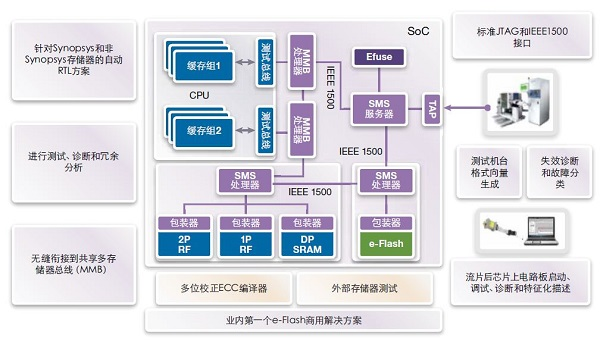 针对Synopsys和非
Synopsys存储器的自动
RTL方案
进行测试、诊断和冗余
分析
无缝衔接到共享多存
储器总线 (MMB)
SoC
缓存组1
测试总线
MMB
处理器
CPU
缓存组2
测试总线
MMB
处理器
IEEE 1500
Efuse
SMS
服务器
TAP
IEEE 1500
SMS
处理器
IEEE 1500
SMS
处理器
包装器
2P
RF
包装器
1P
RF
包装器
DP
SRAM
包装器
e-Flash
多位校正ECC编译器
外部存储器测试
业内第一个e-Flash商用解决方案
标准JTAG和IEEE1500
接口
测试机台
格式向量
生成
失效诊断
和故障分
类
流片后芯片上电路板启动、
调试、诊断和特征化描述